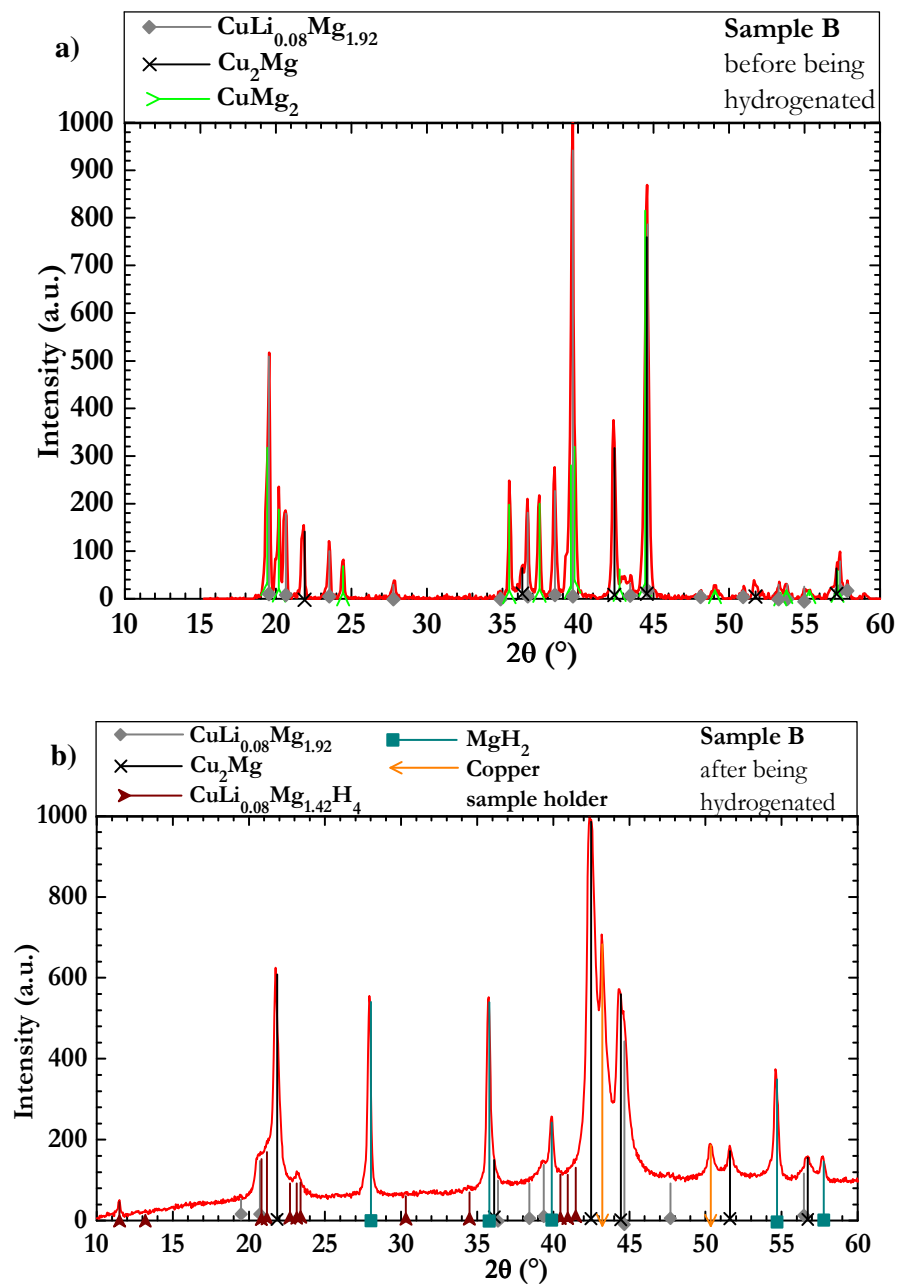 a)
CuLi0.08Mg1.92
Cu2Mg
CuMg2
Sample B
before being
hydrogenated
1000
900
800
700
600
500
400
300
200
100
0
Intensity (a.u.)
10 15 20 25 30 35 40 45 50 55 60
2θ (°)
b)
CuLi0.08Mg1.92
Cu2Mg
CuLi0.08Mg1.42H4
MgH2
Copper
sample holder
Sample B
after being
hydrogenated
1000
800
600
400
200
0
Intensity (a.u.)
10 15 20 25 30 35 40 45 50 55 60
2θ (°)